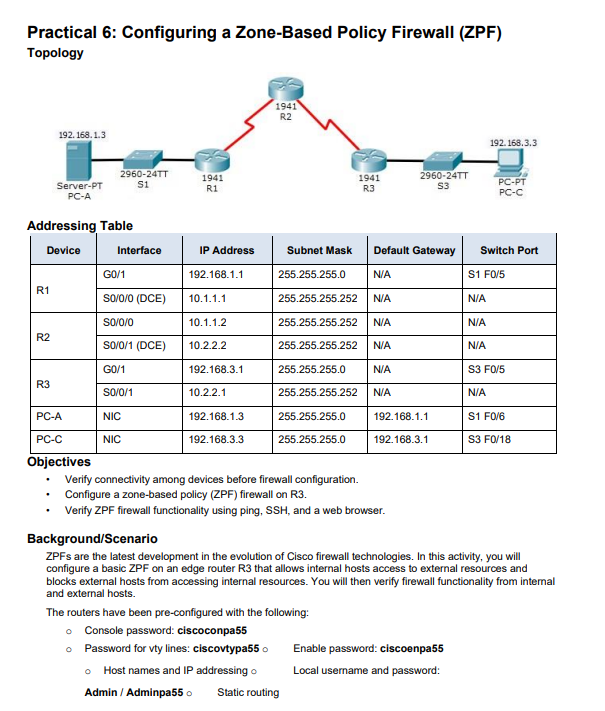 Practical 6: Configuring a Zone-Based Policy Firewall (ZPF)
Topology
1941
R2
192.168.1.3
192.168.3.3
Server-PT
PC-A
2960-24TT
S1
1941
R1
1941
R3
2960-24TT
S3
PC-PT
PC-C
Addressing Table
Device Interface IP Address Subnet Mask Default Gateway Switch Port
R1 G0/1 192.168.1.1 255.255.255.0 N/A S1 F0/5
S0/0/0 (DCE) 10.1.1.1 255.255.255.252 N/A N/A
R2 S0/0/0 10.1.1.2 255.255.255.252 N/A N/A
S0/0/1 (DCE) 10.2.2.2 255.255.255.252 N/A N/A
R3 G0/1 192.168.3.1 255.255.255.0 N/A S3 F0/5
S0/0/1 10.2.2.1 255.255.255.252 N/A N/A
PC-A NIC 192.168.1.3 255.255.255.0 192.168.1.1 S1 F0/6
PC-C NIC 192.168.3.3 255.255.255.0 192.168.3.1 S3 F0/18
Objectives
• Verify connectivity among devices before firewall configuration.
• Configure a zone-based policy (ZPF) firewall on R3.
• Verify ZPF firewall functionality using ping, SSH, and a web browser.
Background/Scenario
ZPFs are the latest development in the evolution of Cisco firewall technologies. In this activity, you will
configure a basic ZPF on an edge router R3 that allows internal hosts access to external resources and
blocks external hosts from accessing internal resources. You will then verify firewall functionality from internal
and external hosts.
The routers have been pre-configured with the following:
o Console password: ciscoconpa55
o Password for vty lines: ciscovtypa55 o Enable password: ciscoenpa55
o Host names and IP addressing o Local username and password:
Admin / Adminpa55 o Static routing